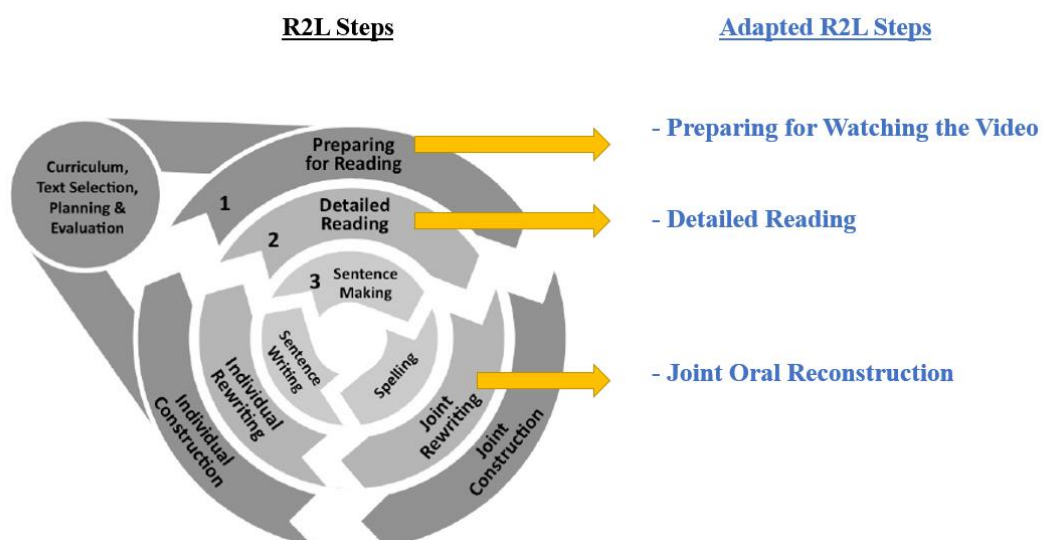 R2L Steps
Adapted R2L Steps
Curriculum,
Text Selection,
Planning &
Evaluation
1
Preparing
for Reading
- Preparing for Watching the Video
2
Detailed
Reading
- Detailed Reading
3
Sentence
Making
Sentence
Writing
Spelling
Individual
Rewriting
Joint
Rewriting
- Joint Oral Reconstruction
Individual
Construction
Joint
Construction